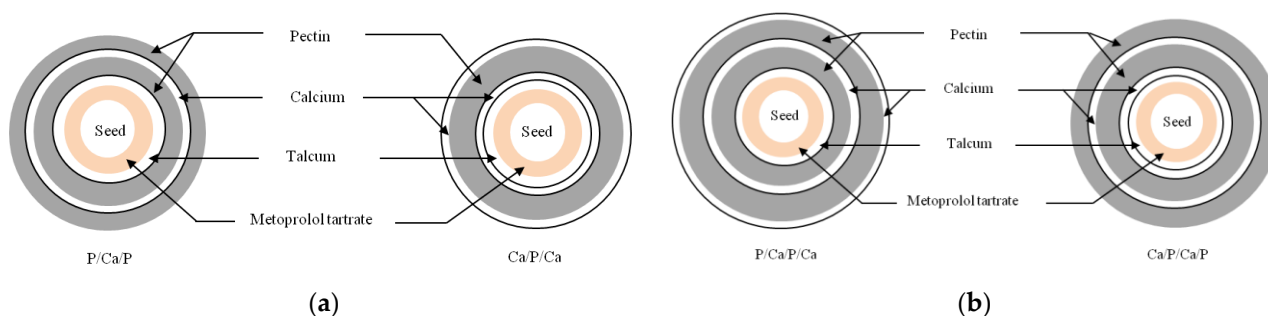 Pectin
Calcium
Seed
Seed
Talcum
Metoprolol tartrate
P/Ca/P
Ca/P/Ca
(a)
Pectin
Calcium
Seed
Seed
Talcum
Metoprolol tartrate
P/Ca/P/Ca
Ca/P/Ca/P
(b)